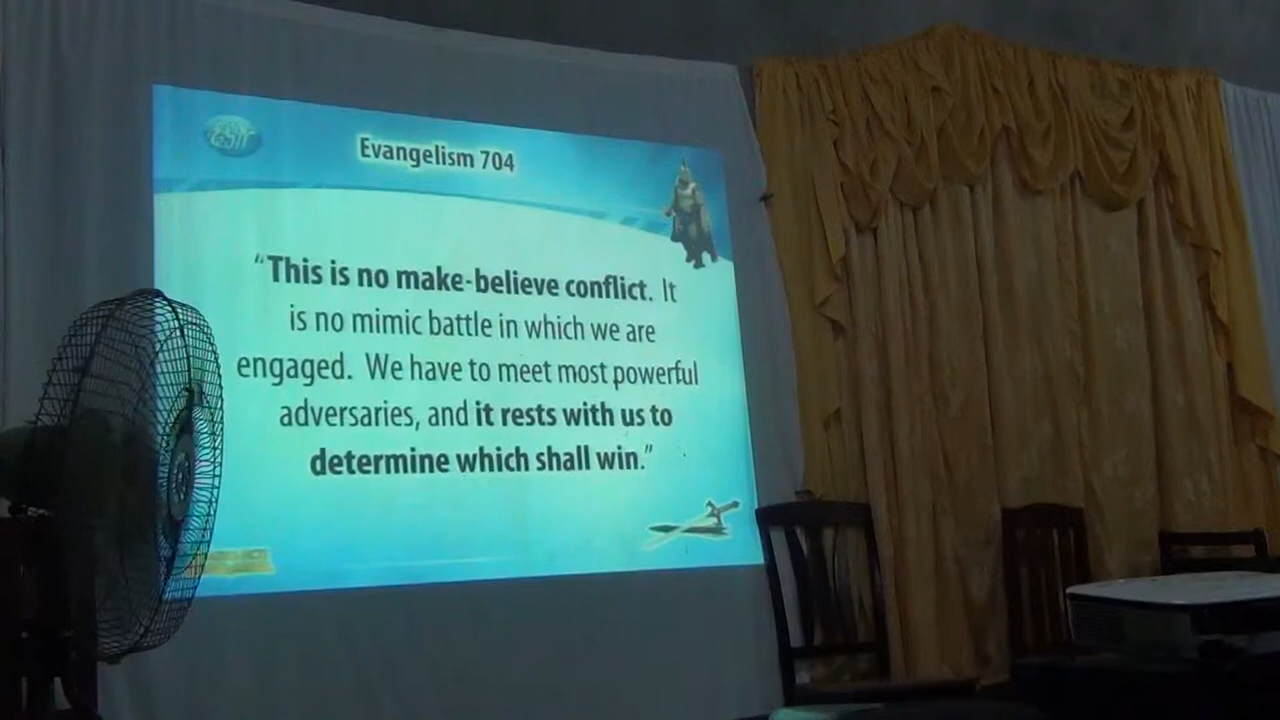 Evangelism 704
“This is no make-believe conflict. It
is no mimic battle in which we are
engaged. We have to meet most powerful
adversaries, and it rests with us to
determine which shall win.”